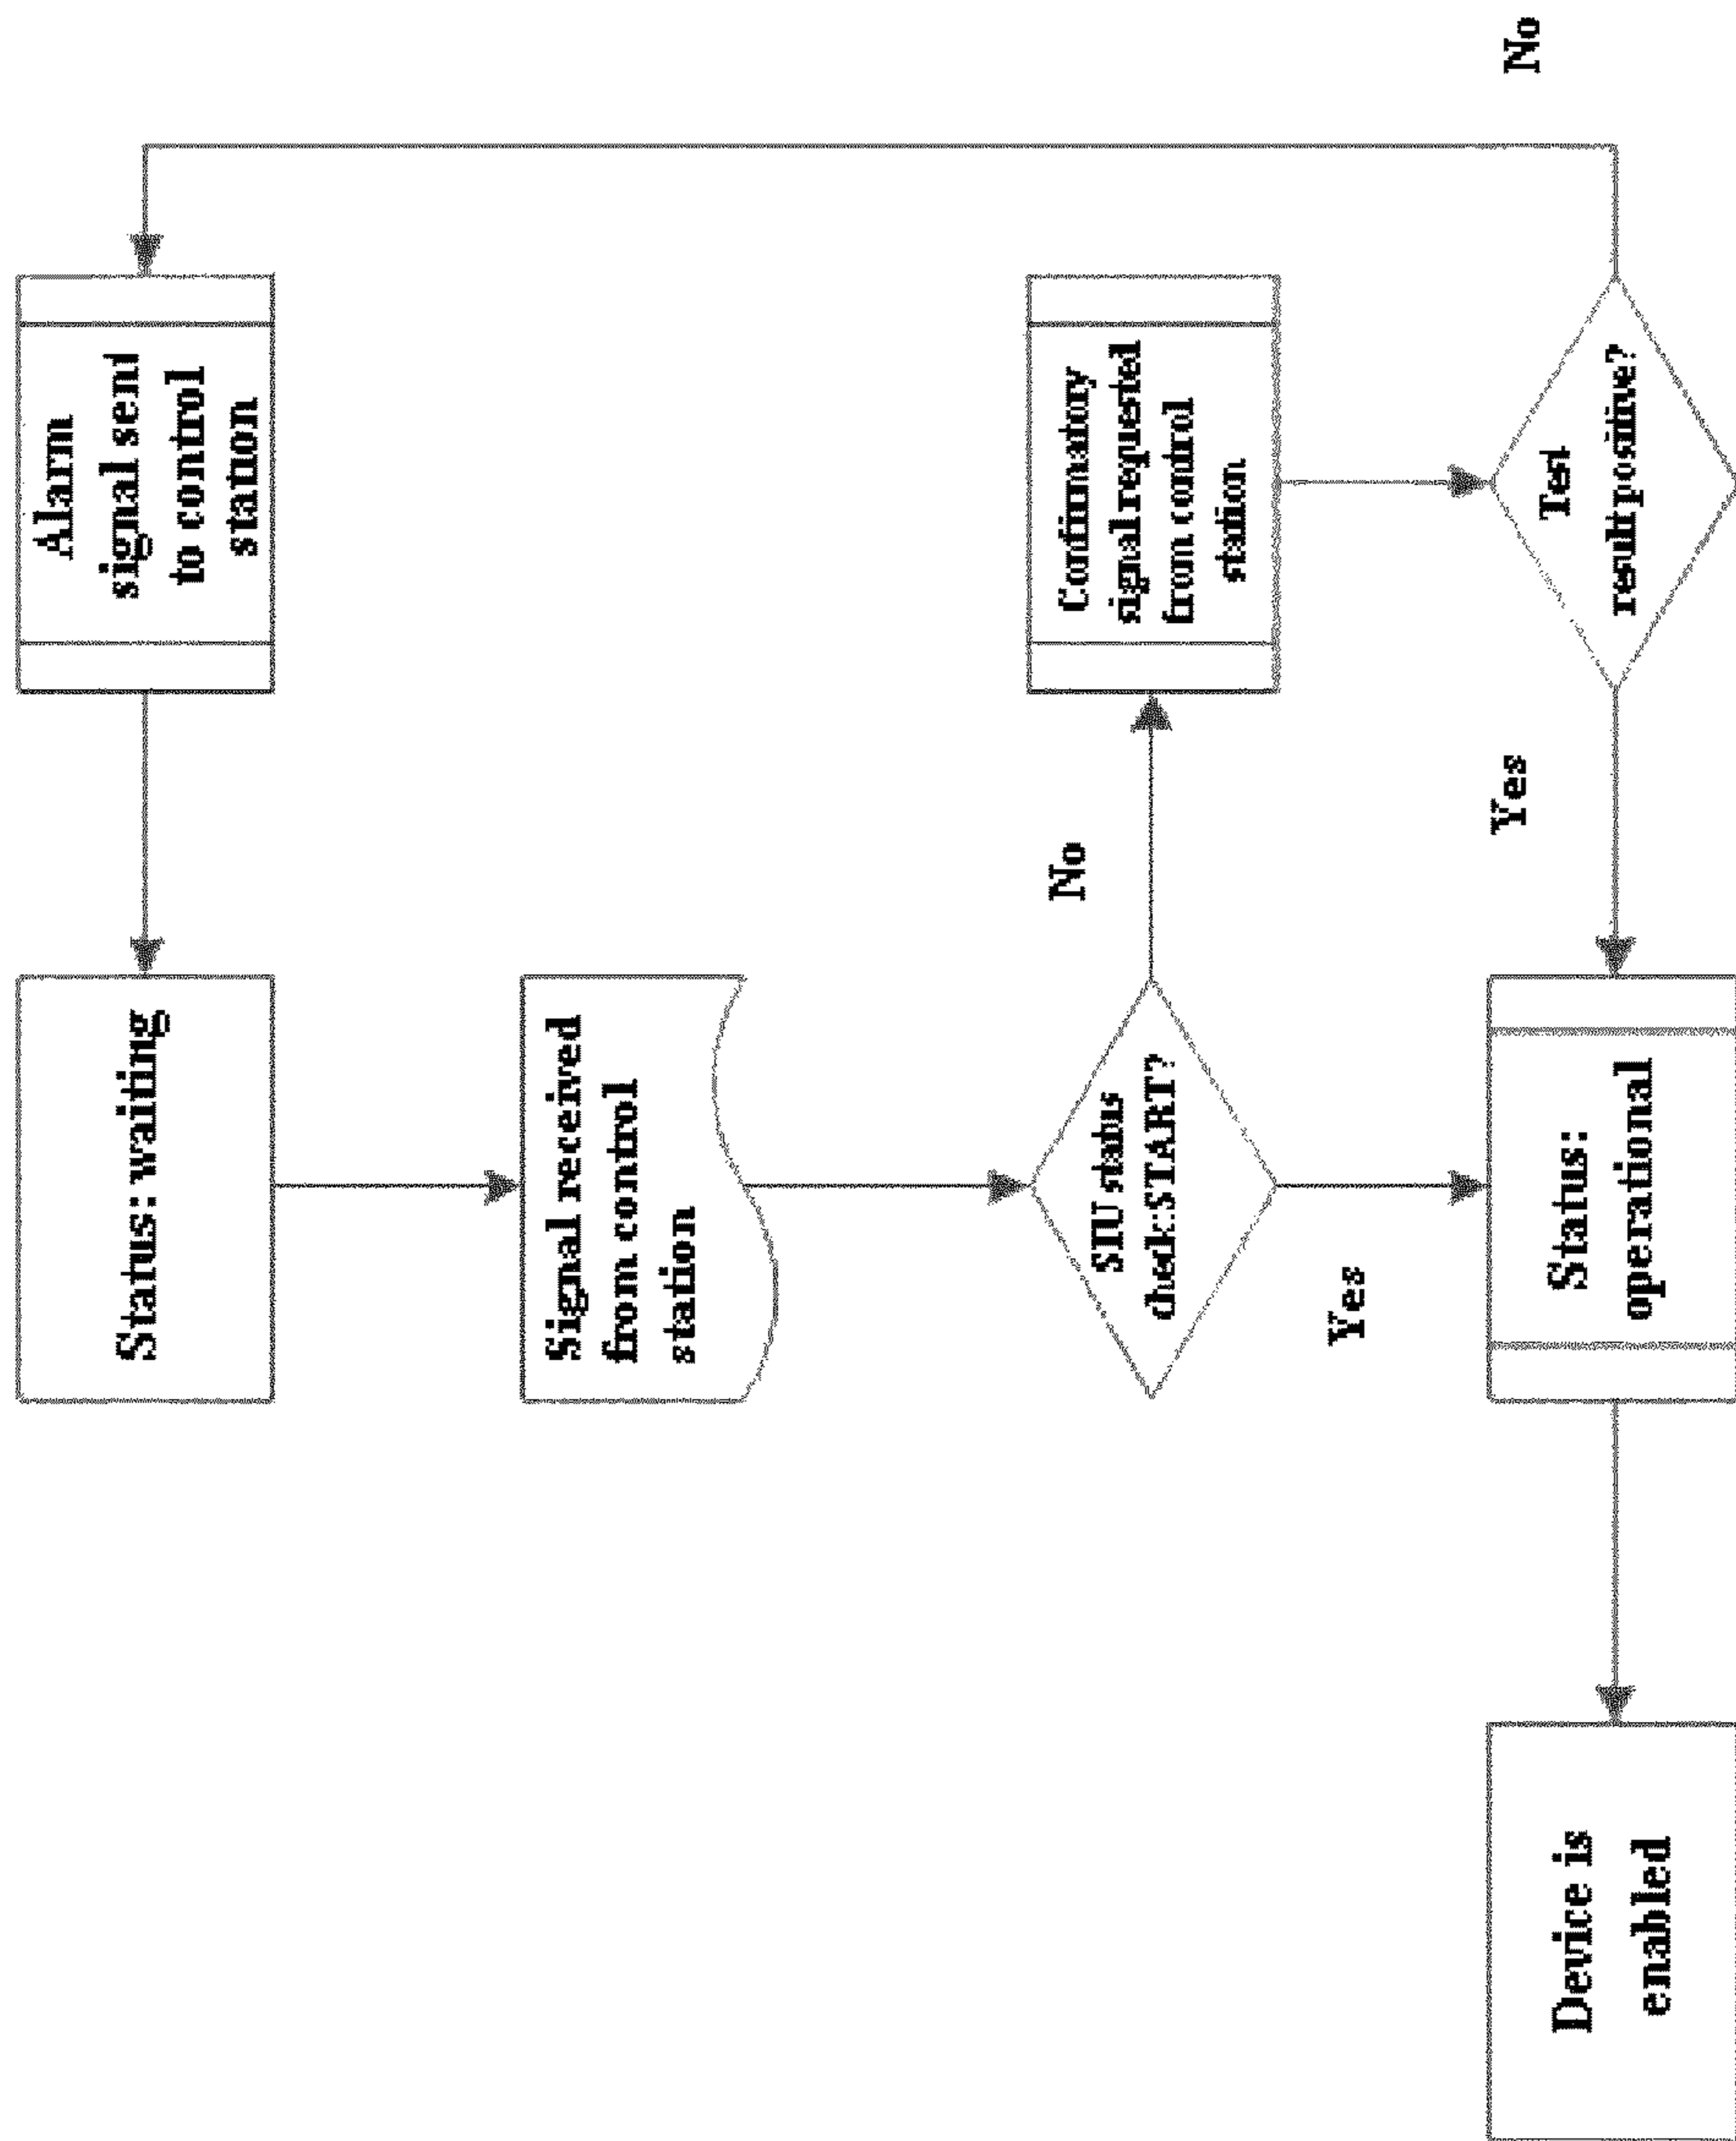 Status: waiting
Alarm
signal send
to control
station
Signal received
from control
station
STU status
check:START?
No
Confirmatory
signal requested
from control
station
Yes
Device is
enabled
Status:
operational
Yes
Test
result positive?
No